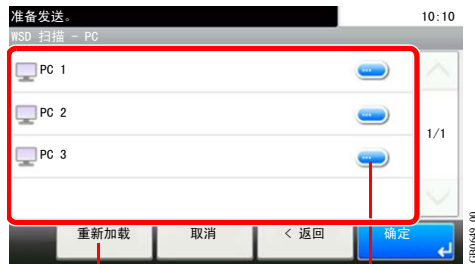 准备发送。
10:10
WSD 扫描 - PC
PC 1
PC 2
1/1
PC 3
重新加载
取消
< 返回
确定